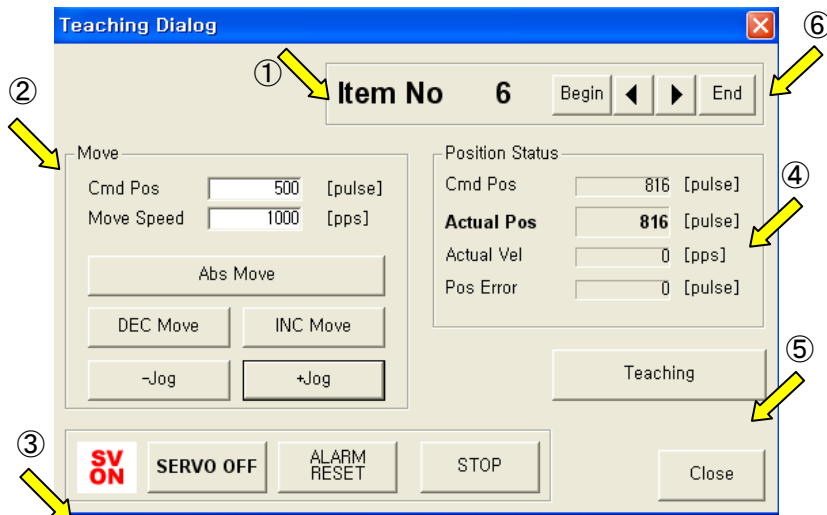 Teaching Dialog
⑥
①
Item No 6 Begin End
②
Move
Cmd Pos 500 [pulse]
Move Speed 1000 [pps]
Abs Move
DEC Move INC Move
-Jog +Jog
Position Status
Cmd Pos 816 [pulse]
Actual Pos 816 [pulse]
Actual Vel 0 [pps]
Pos Error 0 [pulse]
④
Teaching
⑤
③
SV ON
SERVO OFF
ALARM RESET
STOP
Close